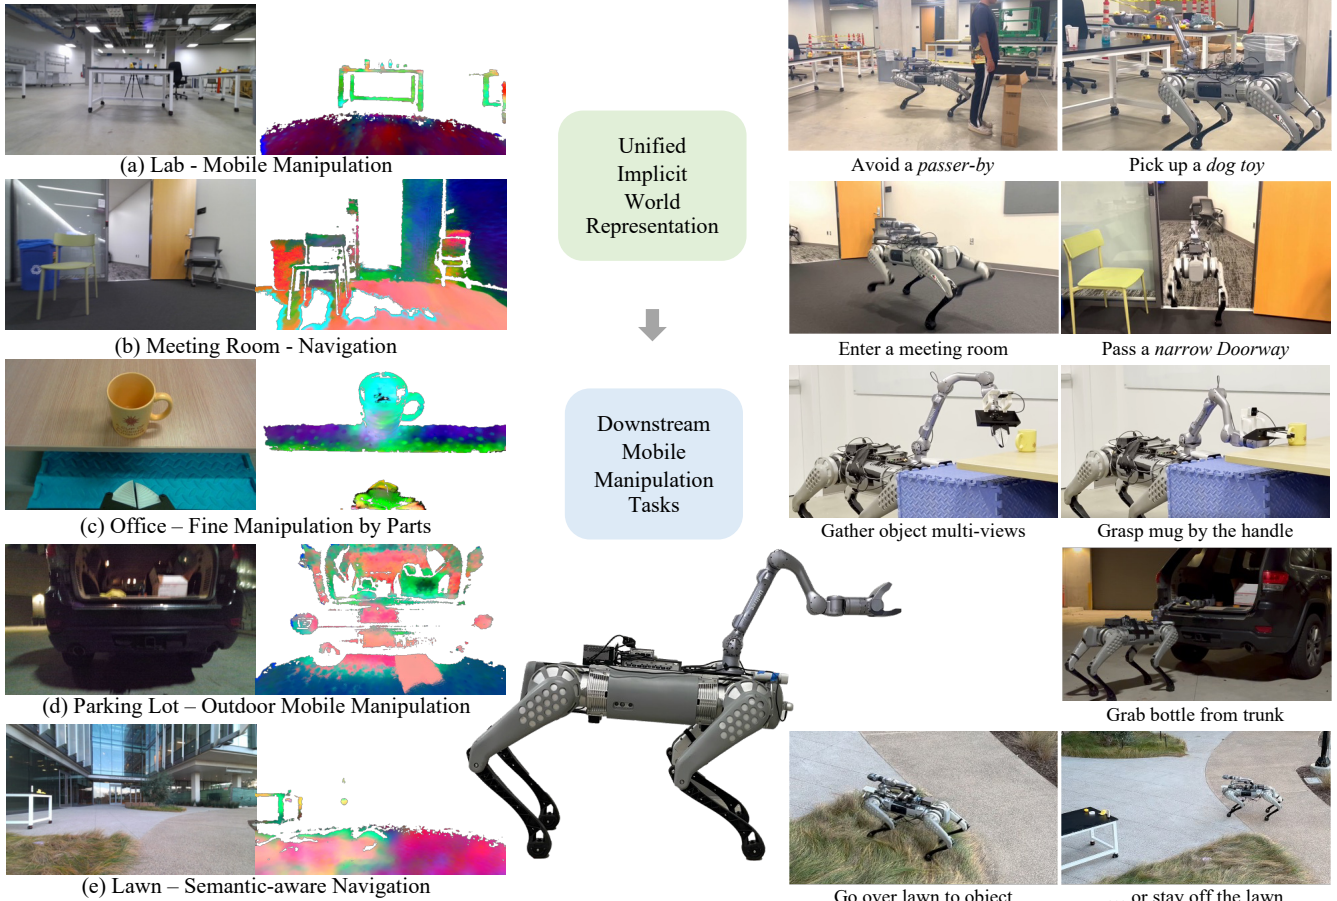 (a) Lab - Mobile Manipulation
Unified
Implicit
World
Representation
Avoid a passer-by
Pick up a dog toy
(b) Meeting Room - Navigation
Enter a meeting room
Pass a narrow Doorway
(c) Office – Fine Manipulation by Parts
Downstream
Mobile
Manipulation
Tasks
Gather object multi-views
Grasp mug by the handle
(d) Parking Lot – Outdoor Mobile Manipulation
Grab bottle from trunk
(e) Lawn – Semantic-aware Navigation
Go over lawn to object
or stay off the lawn